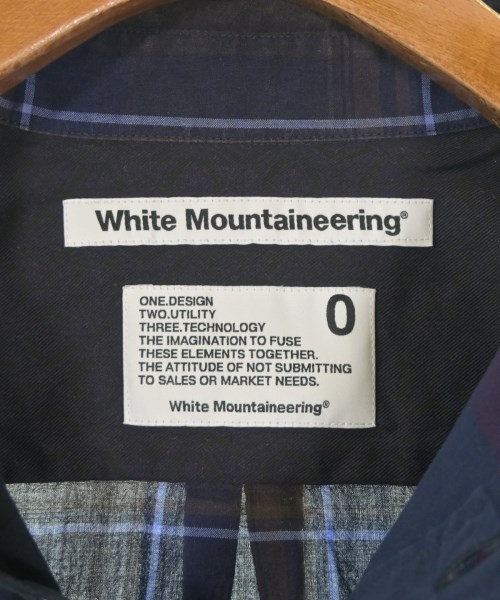 White Mountaineering®
ONE.DESIGN
TWO.UTILITY
THREE.TECHNOLOGY
THE IMAGINATION TO FUSE
THESE ELEMENTS TOGETHER.
THE ATTITUDE OF NOT SUBMITTING
TO SALES OR MARKET NEEDS.
0
White Mountaineering®